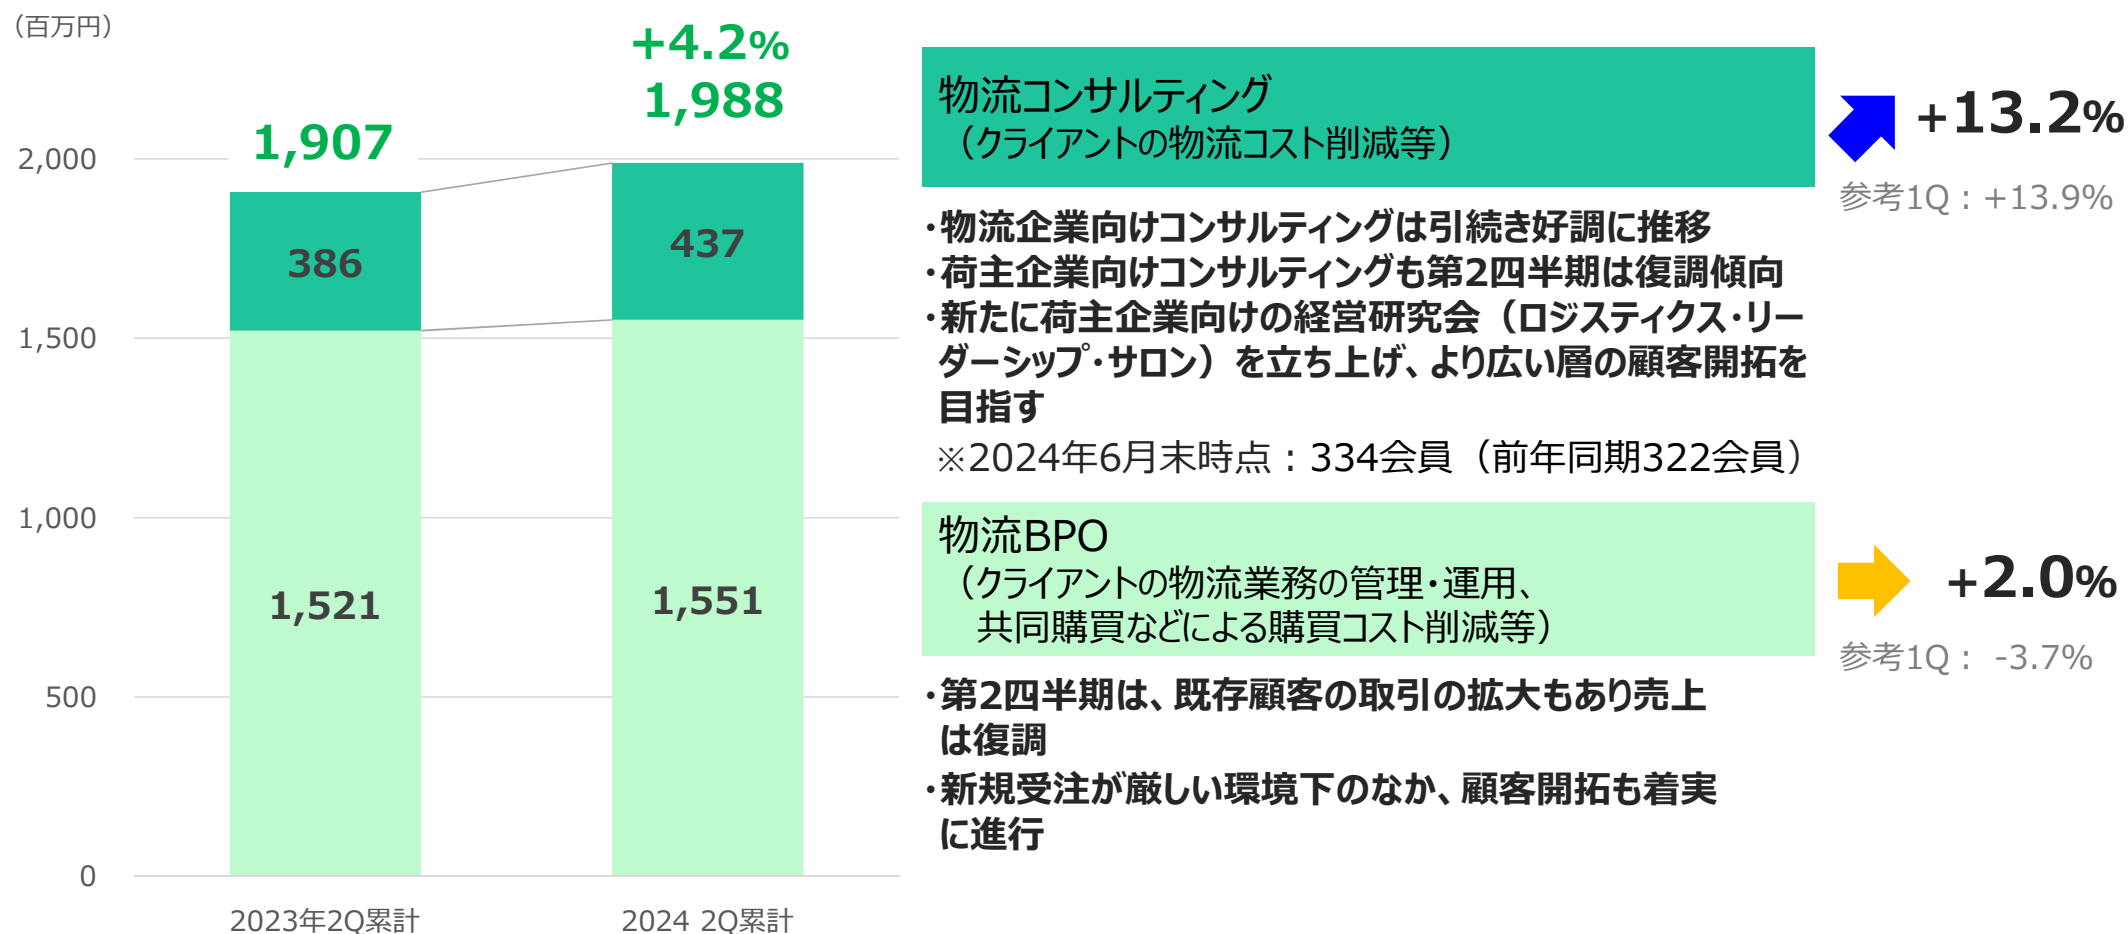 （百万円）
+4.2%
1,988
1,907
2,000
1,500
1,000
500
0
386
437
1,521
1,551
2023年2Q累計
2024 2Q累計
物流コンサルティング
（クライアントの物流コスト削減等）
+13.2%
参考1Q：+13.9%
・物流企業向けコンサルティングは引続き好調に推移
・荷主企業向けコンサルティングも第2四半期は復調傾向
・新たに荷主企業向けの経営研究会（ロジスティクス・リー
ダーシップ・サロン）を立ち上げ、より広い層の顧客開拓を
目指す
※2024年6月末時点：334会員（前年同期322会員）
物流BPO
（クライアントの物流業務の管理・運用、
共同購買などによる購買コスト削減等）
+2.0%
参考1Q： -3.7%
・第2四半期は、既存顧客の取引の拡大もあり売上
は復調
・新規受注が厳しい環境下のなか、顧客開拓も着実
に進行